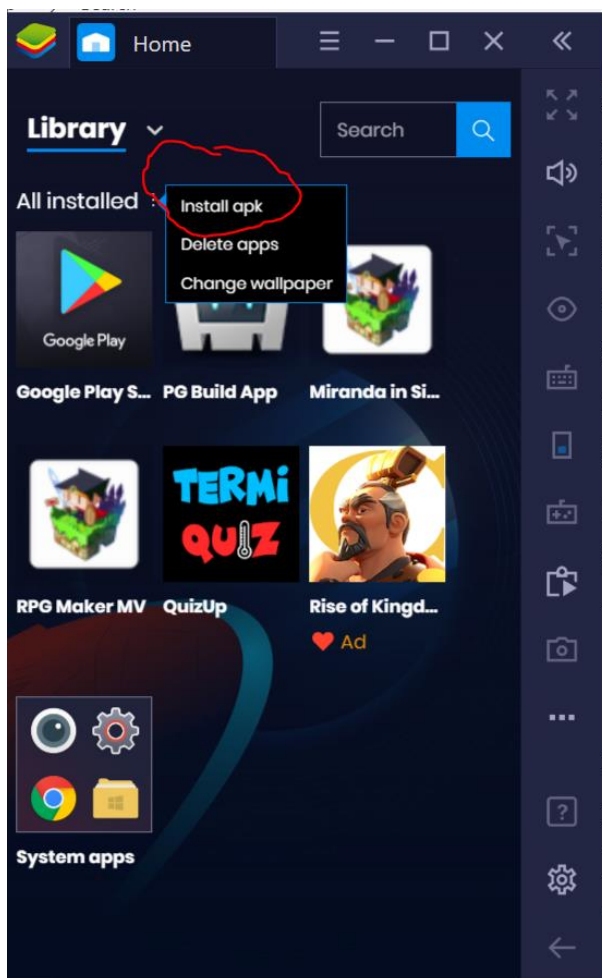 Home
Library
Search
All installed
Install apk
Delete apps
Change wallpaper
Google Play
Google Play S...
PG Build App
Miranda in Si...
TERMi
QUIZ
RPG Maker MV
QuizUp
Rise of Kingd...
Ad
System apps